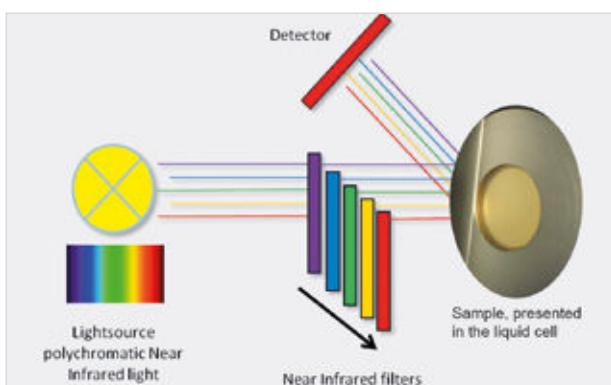 Detector
Sample, presented
in the liquid cell
Lightsource
polychromatic Near
Infrared light
Near Infrared filters